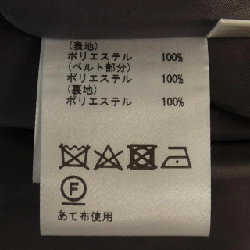 (表地)
ポリエステル 100%
(ベルト部分)
ポリエステル 100%
(裏地)
ポリエステル 100%
F
あて布使用